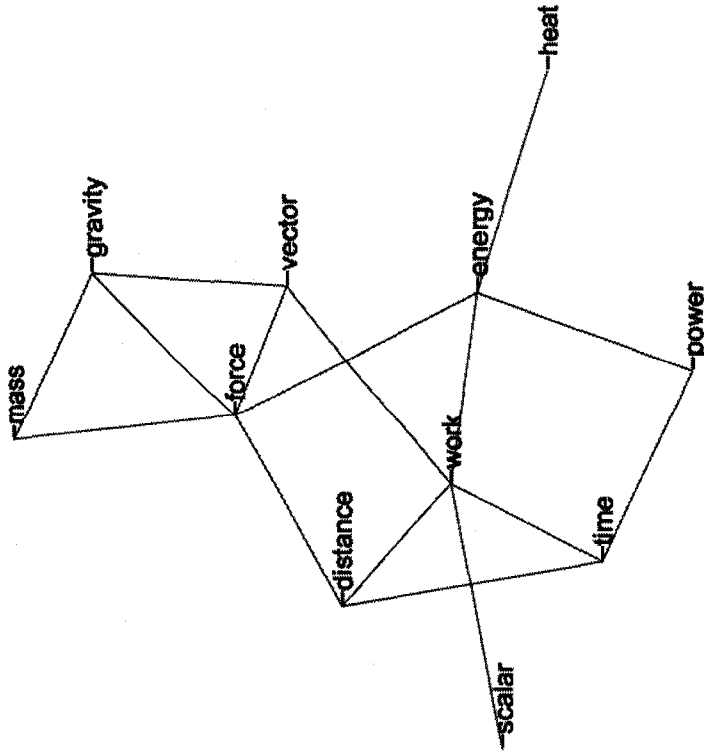 mass
gravity
force
vector
distance
work
energy
heat
scalar
time
power